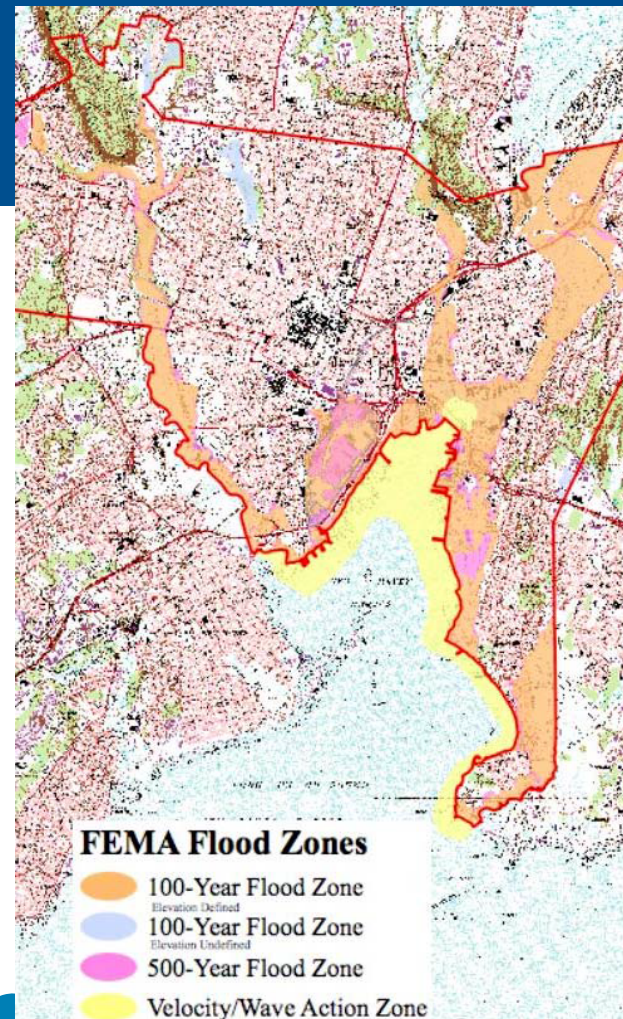 FEMA Flood Zones
100-Year Flood Zone
Elevation Defined
100-Year Flood Zone
Elevation Undefined
500-Year Flood Zone
Velocity/Wave Action Zone